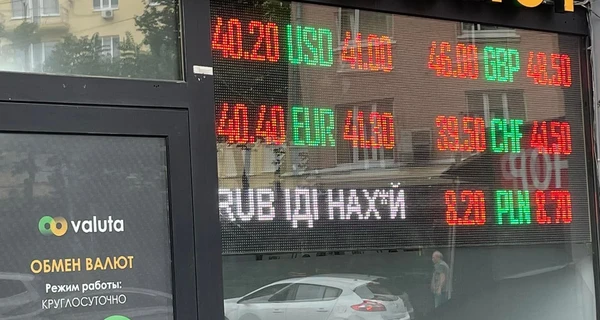 40.20 USD 41.00
46.00 GBP 48.50
40.40 EUR 41.30
39.50 CHF 41.50
RUB ІДІ НАХ*Й
8.20 PLN 8.70
valuta
ОБМЕН ВАЛЮТ
Режим работы:
КРУГЛОСУТОЧНО